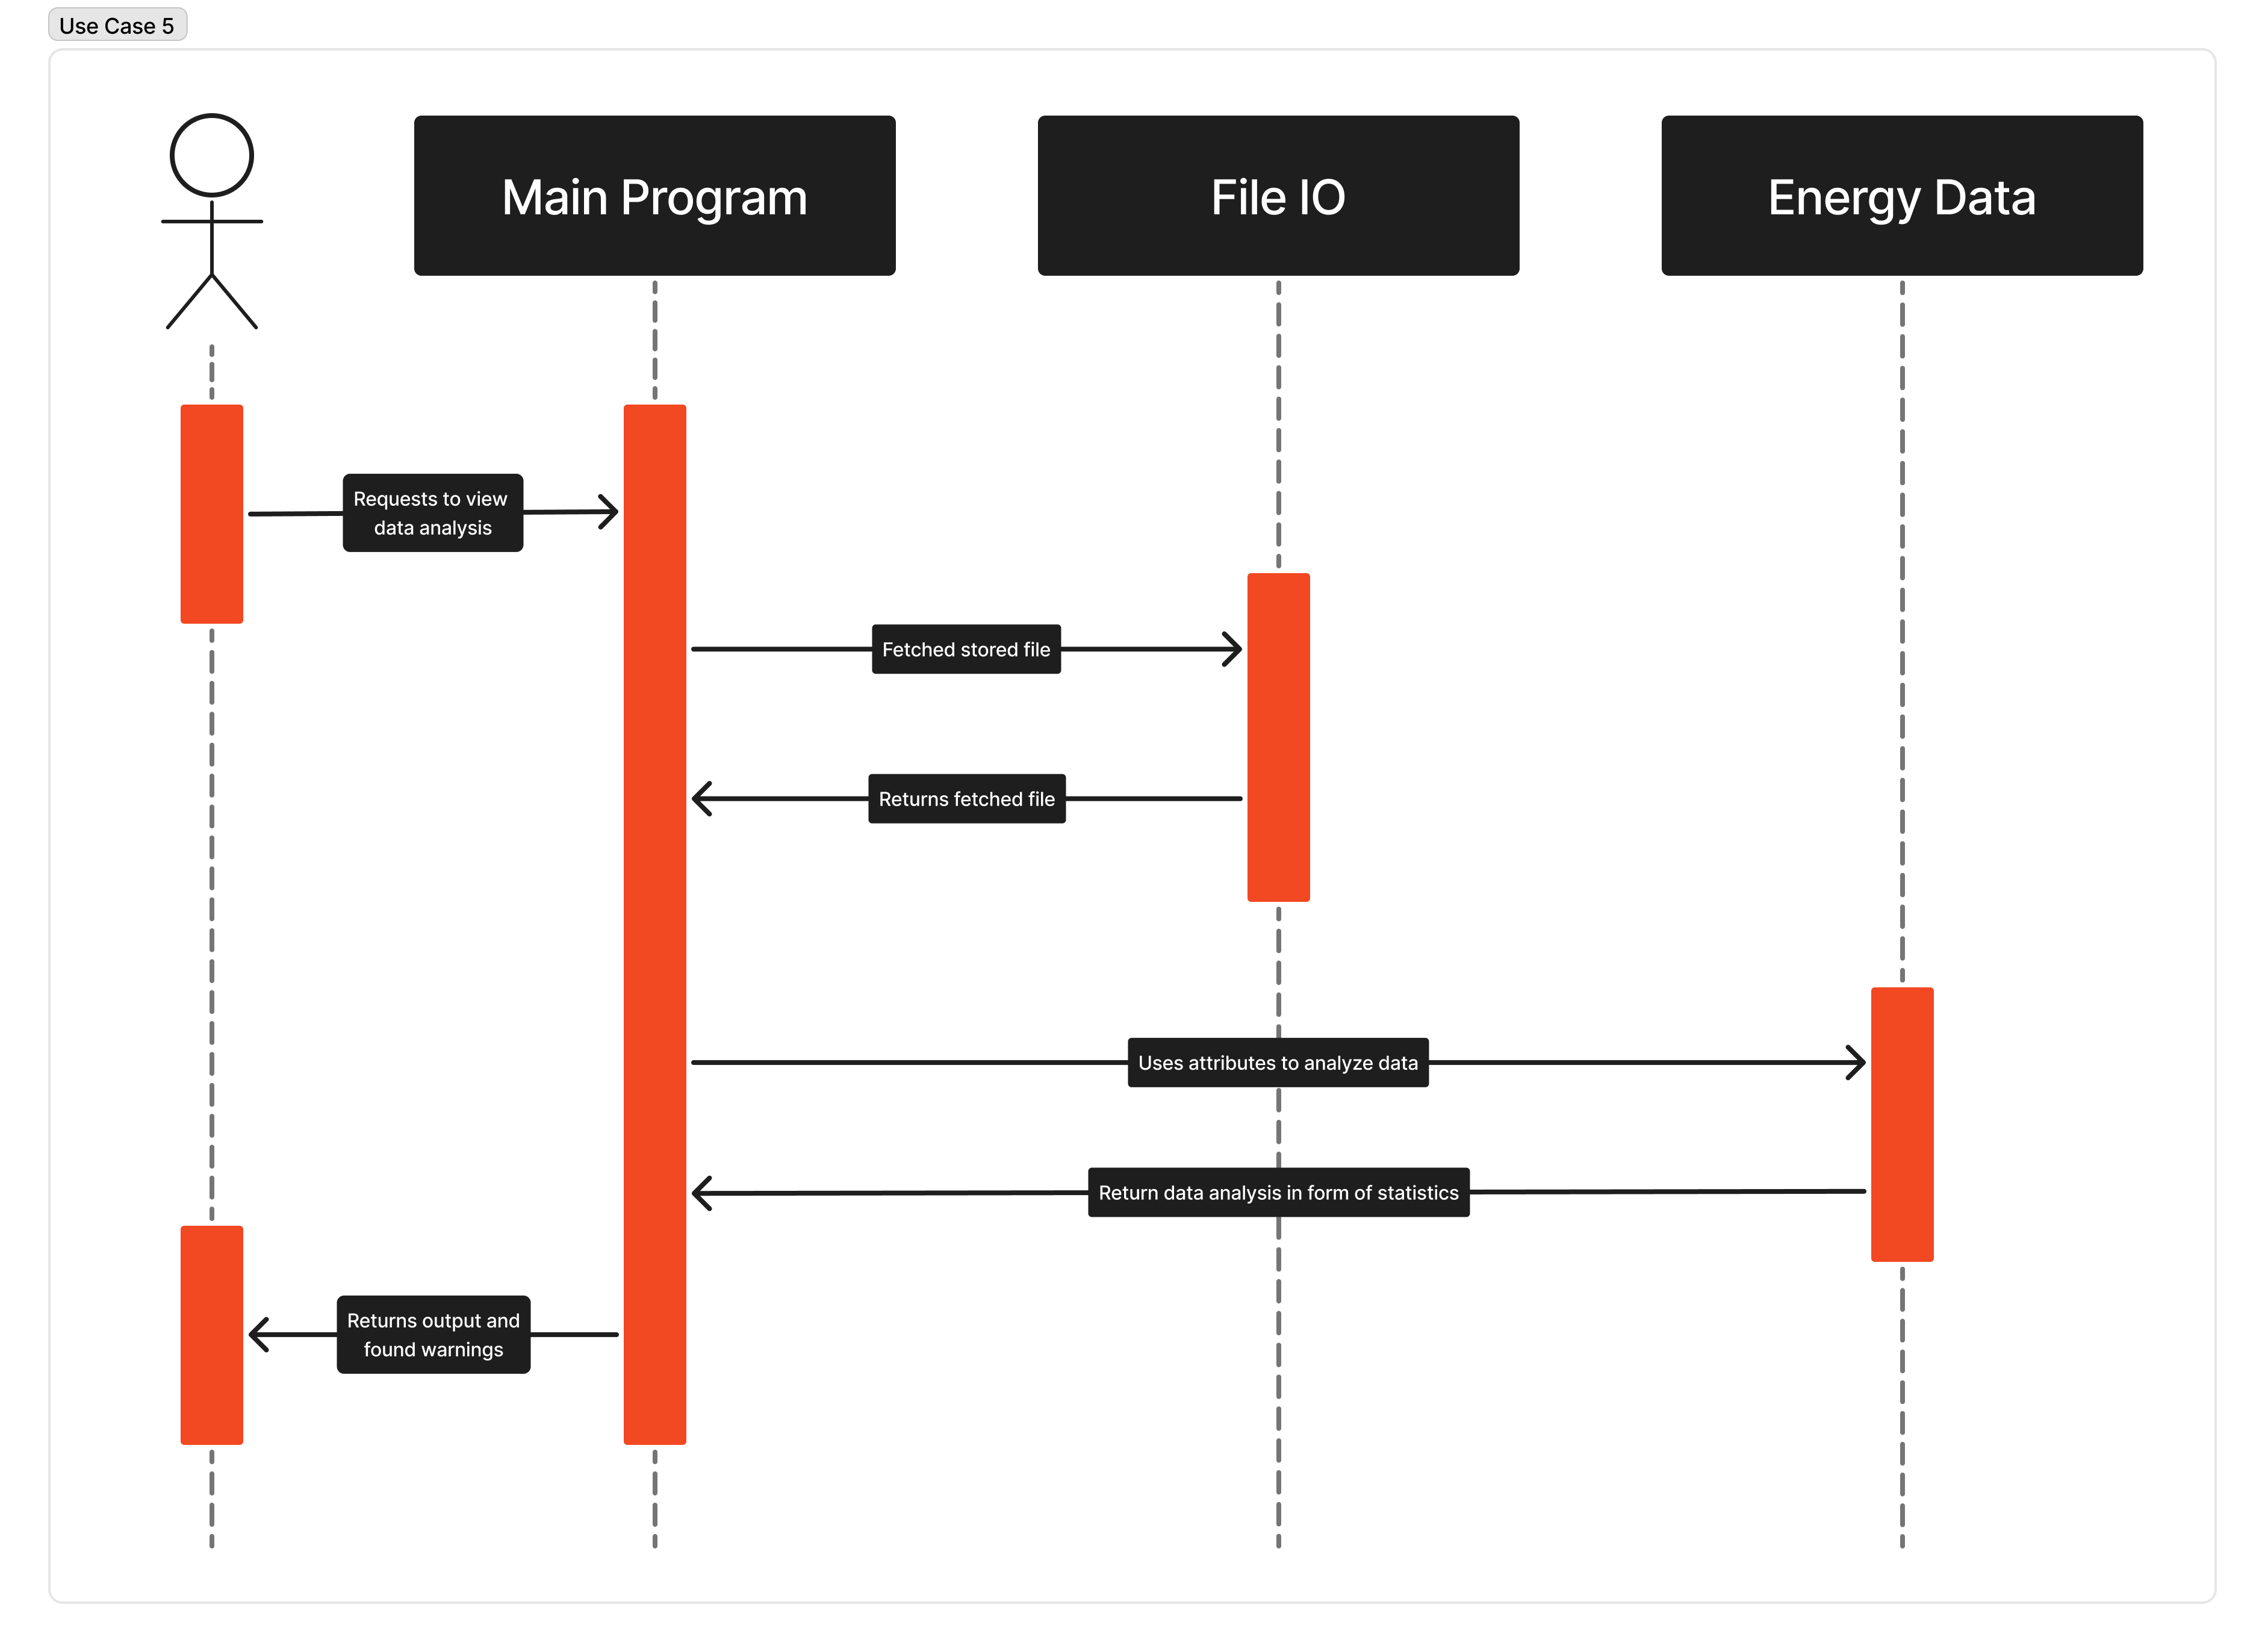 Use Case 5
Main Program
File IO
Energy Data
Requests to view
data analysis
Fetched stored file
Returns fetched file
Uses attributes to analyze data
Return data analysis in form of statistics
Returns output and
found warnings